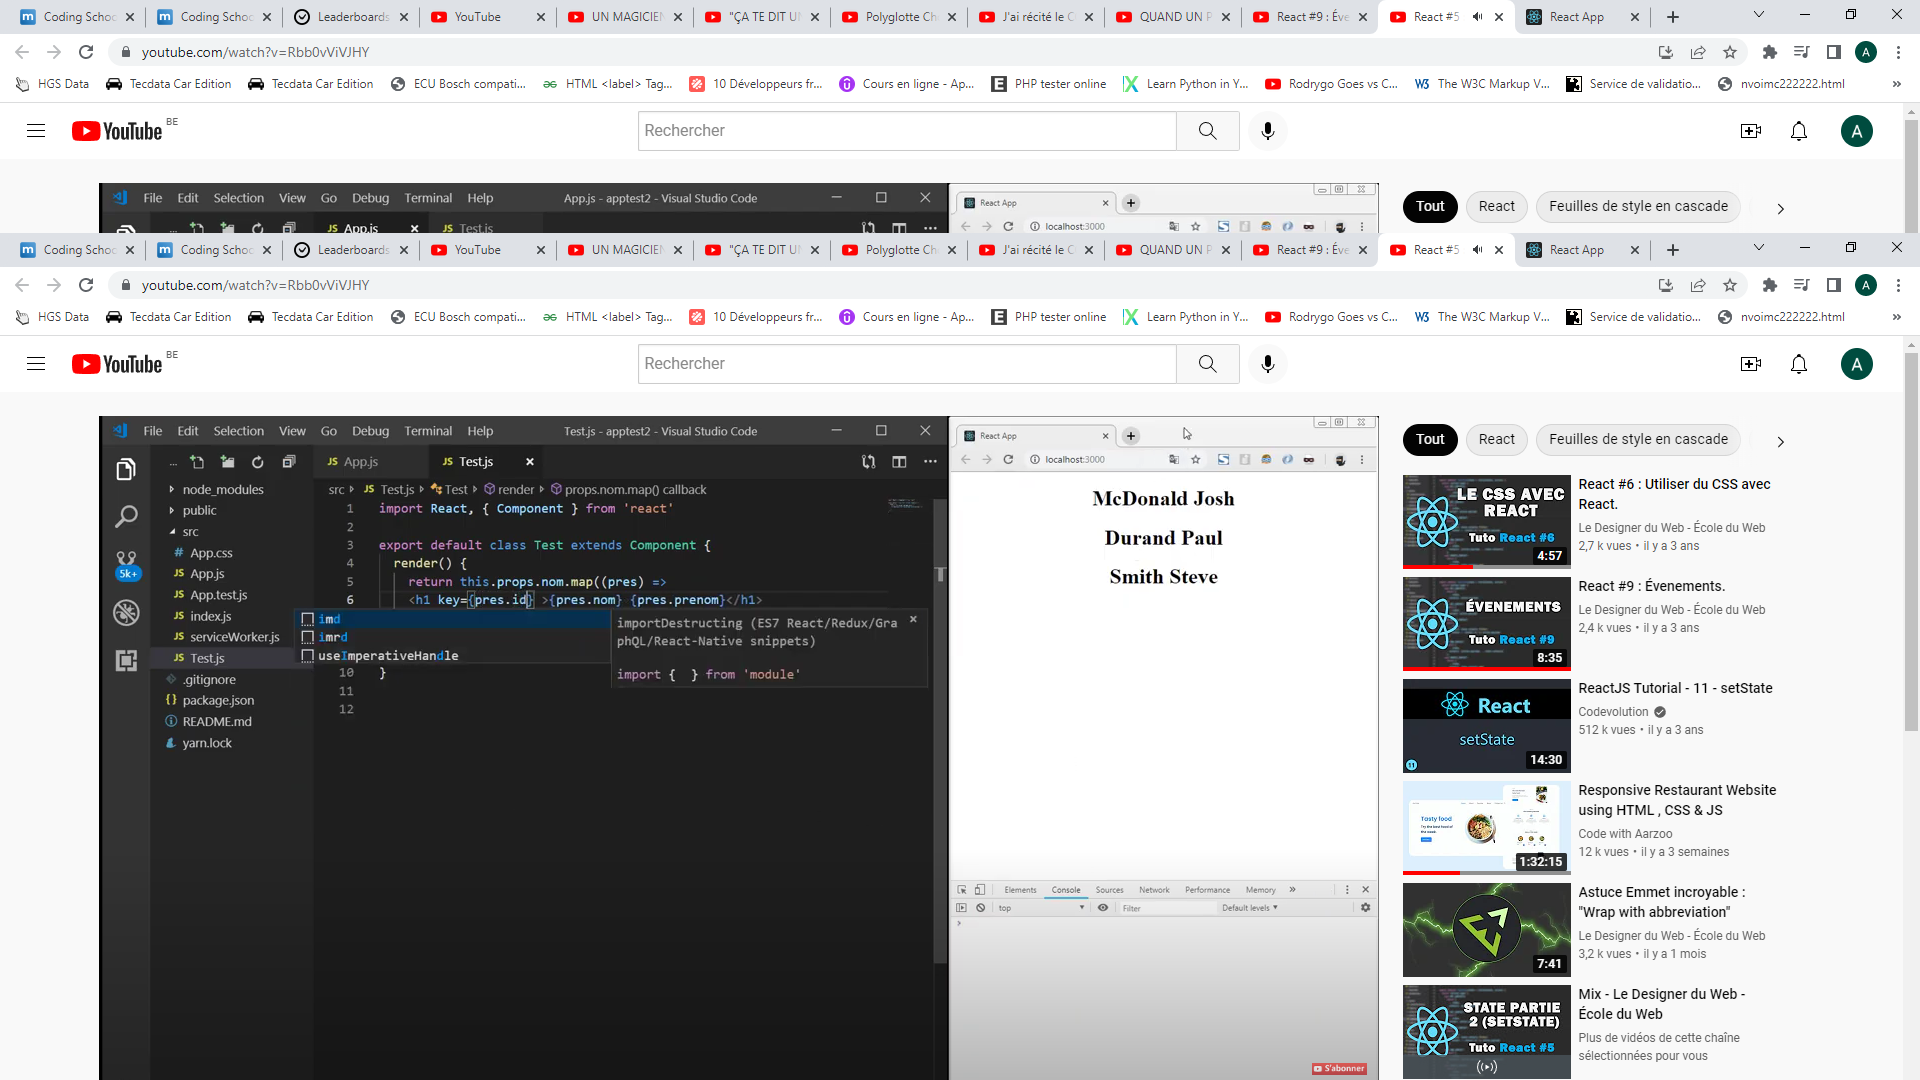 Coding Schoo
Coding Schoo
Leaderboards
YouTube
UN MAGICIEN
"ÇA TE DIT UN
Polyglotte Ch
J'ai récité le C
QUAND UN P
React #9 : Éve
React #5
React App
youtube.com/watch?v=Rbb0vViVJHY
HGS Data
Tecdata Car Edition
Tecdata Car Edition
ECU Bosch compati...
HTML <label> Tag...
10 Développeurs fr...
Cours en ligne - Ap...
PHP tester online
Learn Python in Y...
Rodrygo Goes vs C...
The W3C Markup V...
Service de validatio...
nvoimc222222.html
YouTube BE
Rechercher
A
File Edit Selection View Go Debug Terminal Help
App.js - apptest2 - Visual Studio Code
React App
App.js
Test.js
localhost:3000
Tout
React
Feuilles de style en cascade
Coding Schoo
Coding Schoo
Leaderboards
YouTube
UN MAGICIEN
"ÇA TE DIT UN
Polyglotte Ch
J'ai récité le C
QUAND UN P
React #9 : Éve
React #5
React App
youtube.com/watch?v=Rbb0vViVJHY
HGS Data
Tecdata Car Edition
Tecdata Car Edition
ECU Bosch compati...
HTML <label> Tag...
10 Développeurs fr...
Cours en ligne - Ap...
PHP tester online
Learn Python in Y...
Rodrygo Goes vs C...
The W3C Markup V...
Service de validatio...
nvoimc222222.html
YouTube BE
Rechercher
A
File Edit Selection View Go Debug Terminal Help
Test.js - apptest2 - Visual Studio Code
App.js
Test.js
node_modules
public
src
App.css
App.js
App.test.js
index.js
serviceWorker.js
Test.js
.gitignore
package.json
README.md
yarn.lock
5k+
src
Test.js
Test
render
props.nom.map() callback
1 import React, { Component } from 'react'
2
3 export default class Test extends Component {
4 render() {
5 return this.props.nom.map((pres) =>
6 <h1 key={pres.id} >{pres.nom} {pres.prenom}</h1>
imd
imrd
useImperativeHandle
importDestructing (ES7 React/Redux/Gra
phQL/React-Native snippets)
import { } from 'module'
10 }
11
12
React App
localhost:3000
McDonald Josh
Durand Paul
Smith Steve
Elements Console Sources Network Performance Memory
top
Filter
Default levels
S'abonner
Tout
React
Feuilles de style en cascade
LE CSS AVEC
REACT
Tuto React #6
4:57
React #6 : Utiliser du CSS avec
React.
Le Designer du Web - École du Web
2,7 k vues • il y a 3 ans
ÉVENEMENTS
Tuto React #9
8:35
React #9 : Évenements.
Le Designer du Web - École du Web
2,4 k vues • il y a 3 ans
React
setState
11
14:30
ReactJS Tutorial - 11 - setState
Codevolution
512 k vues • il y a 3 ans
Tasty food
1:32:15
Responsive Restaurant Website
using HTML , CSS & JS
Code with Aarzoo
12 k vues • il y a 3 semaines
7:41
Astuce Emmet incroyable :
"Wrap with abbreviation"
Le Designer du Web - École du Web
3,2 k vues • il y a 1 mois
STATE PARTIE
2 (SETSTATE)
Tuto React #5
Mix - Le Designer du Web -
École du Web
Plus de vidéos de cette chaîne
sélectionnées pour vous